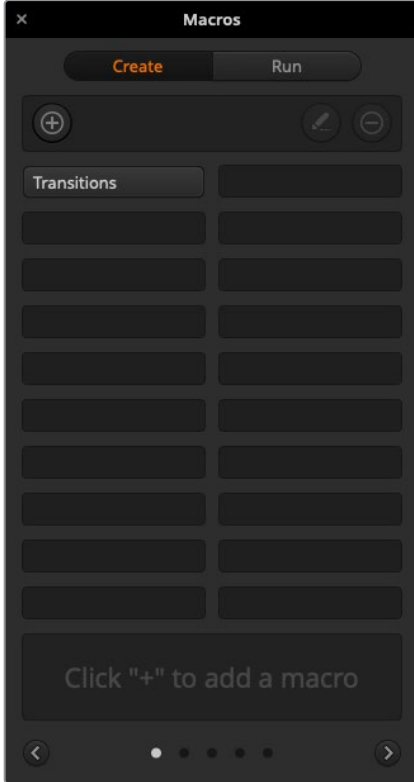 Macros
Create
Run
Transitions
Click "+" to add a macro